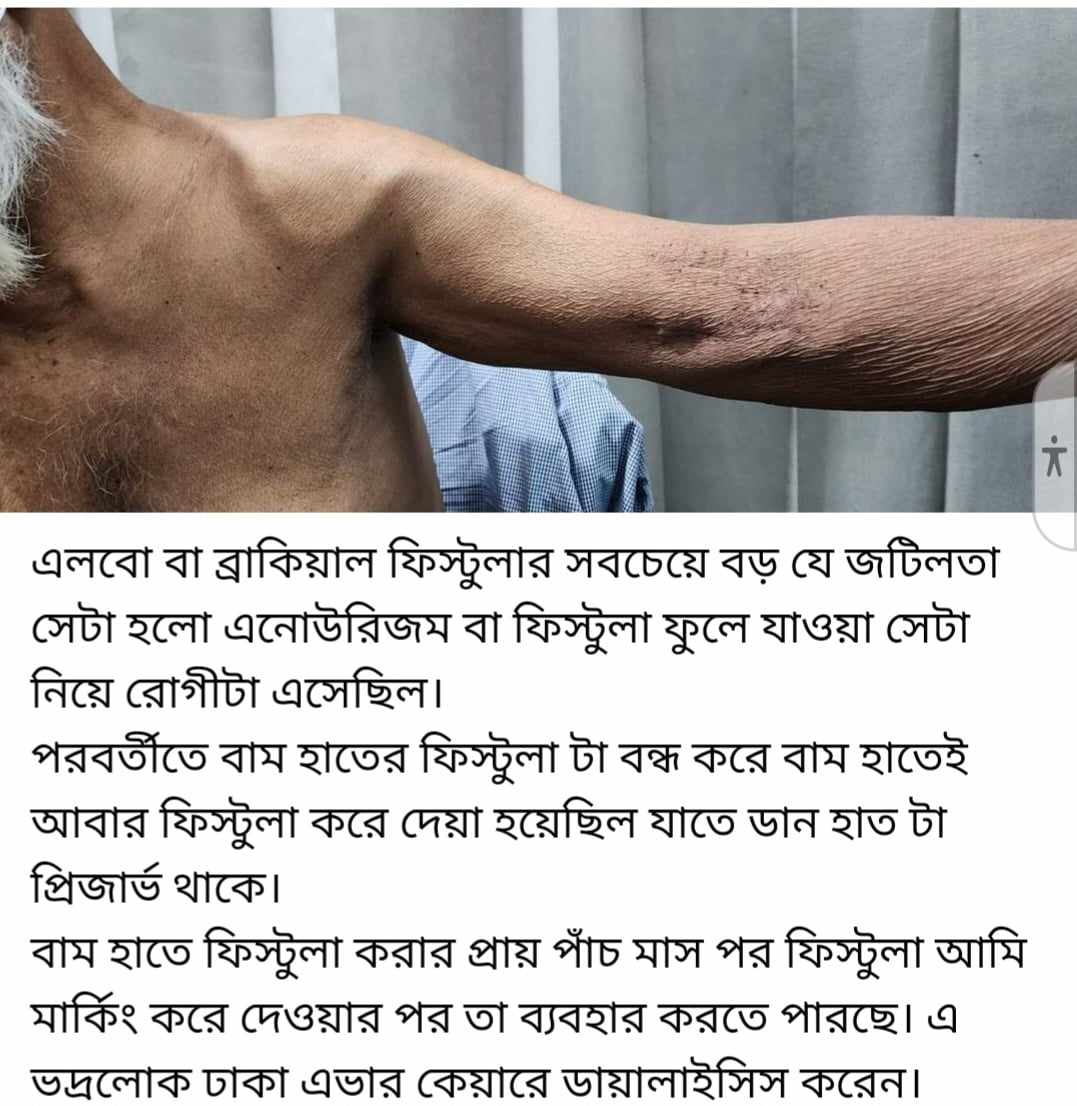 এলবো বা ব্রাকিয়াল ফিস্টুলার সবচেয়ে বড় যে জটিলতা
সেটা হলো এনোউরিজম বা ফিস্টুলা ফুলে যাওয়া সেটা
নিয়ে রোগীটা এসেছিল।
পরবর্তীতে বাম হাতের ফিস্টুলা টা বন্ধ করে বাম হাতেই
আবার ফিস্টুলা করে দেয়া হয়েছিল যাতে ডান হাত টা
প্রিজার্ভ থাকে।
বাম হাতে ফিস্টুলা করার প্রায় পাঁচ মাস পর ফিস্টুলা আমি
মার্কিং করে দেওয়ার পর তা ব্যবহার করতে পারছে। এ
ভদ্রলোক ঢাকা এভার কেয়ারে ডায়ালাইসিস করেন।